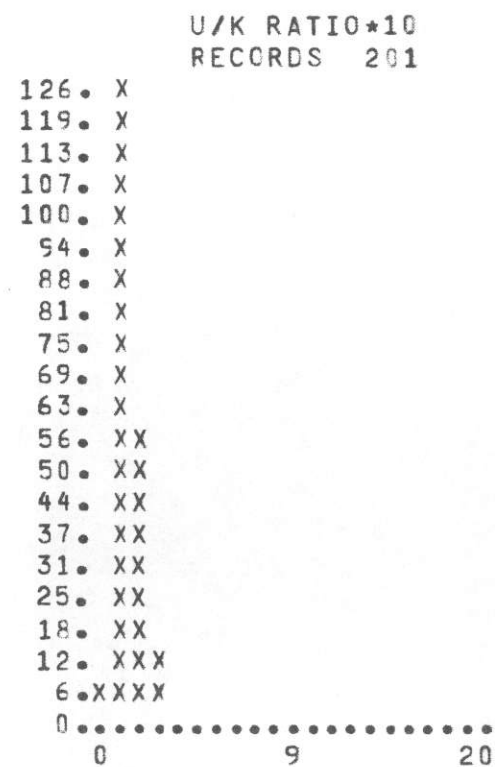 U/K RATIO*10
RECORDS 201
126. X
119. X
113. X
107. X
100. X
94. X
88. X
81. X
75. X
69. X
63. X
56. XX
50. XX
44. XX
37. XX
31. XX
25. XX
18. XX
12. XXX
6.XXXX
0.....................
0 9 20